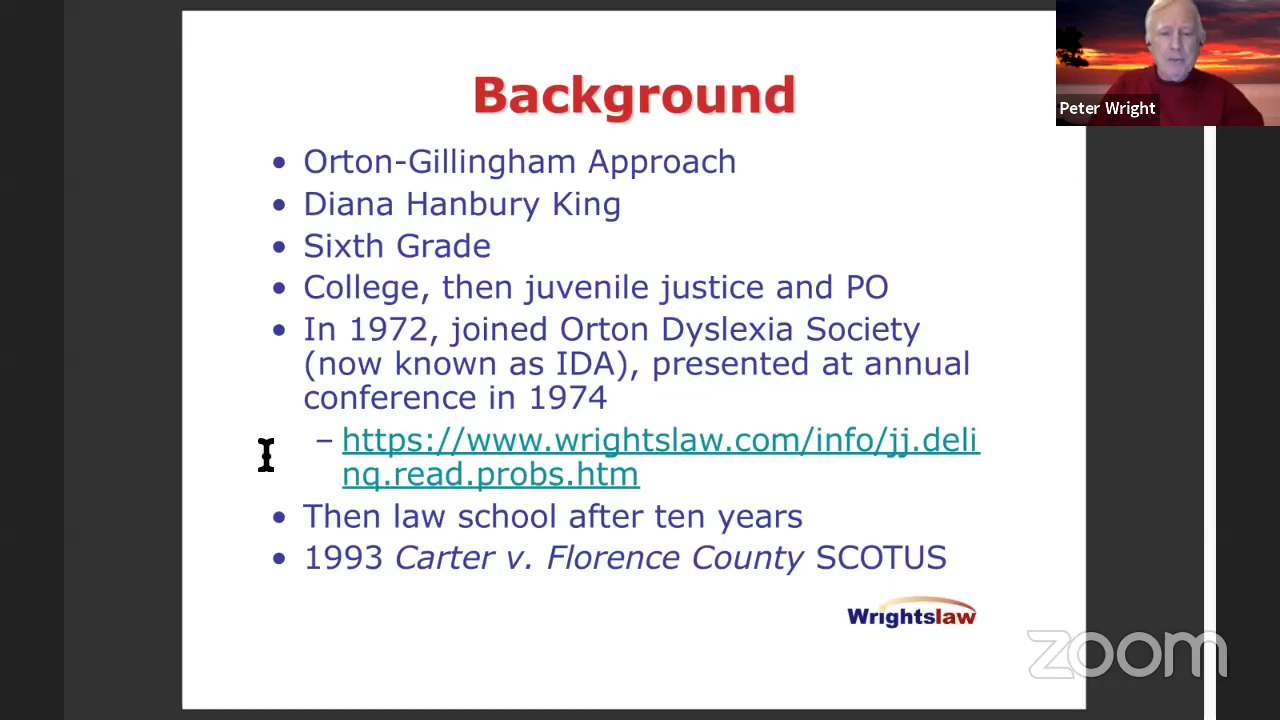 Background
• Orton-Gillingham Approach
• Diana Hanbury King
• Sixth Grade
• College, then juvenile justice and PO
• In 1972, joined Orton Dyslexia Society
(now known as IDA), presented at annual
conference in 1974
– https://www.wrightslaw.com/info/jj.deli
nq.read.probs.htm
• Then law school after ten years
• 1993 Carter v. Florence County SCOTUS
Wrightslaw
Peter Wright
zoom